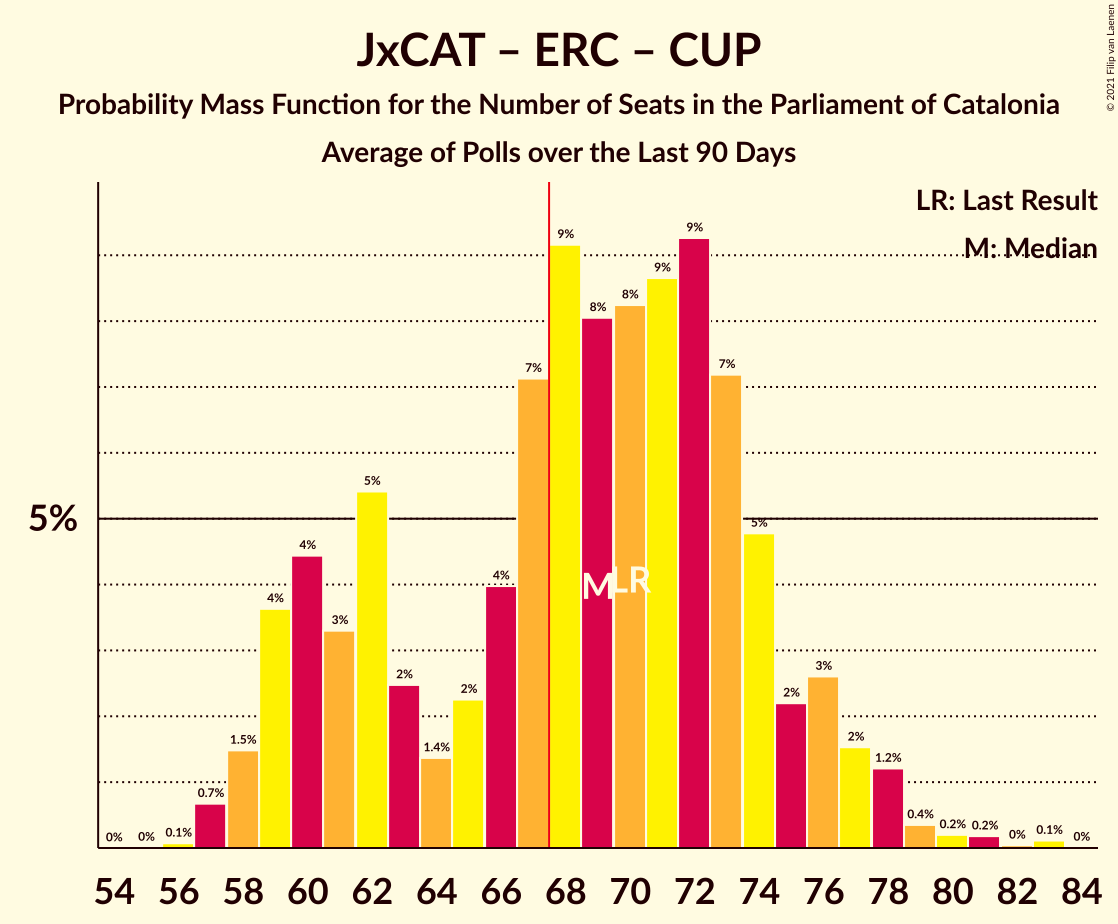 JxCAT – ERC – CUP
Probability Mass Function for the Number of Seats in the Parliament of Catalonia
Average of Polls over the Last 90 Days
© 2021 Filip van Laenen
LR: Last Result
M: Median
5%
0% 0% 0.1% 0.7% 1.5% 4% 4% 3% 5% 2% 1.4% 2% 4% 7% 9% 8% 8% 9% 9% 7% 5% 2% 3% 2% 1.2% 0.4% 0.2% 0.2% 0% 0.1% 0%
M LR
54 56 58 60 62 64 66 68 70 72 74 76 78 80 82 84